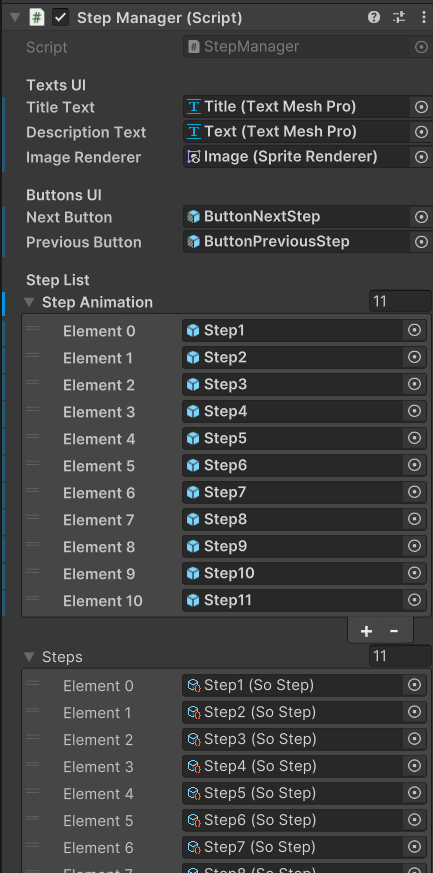 Step Manager (Script)
Script StepManager
Texts UI
Title Text Title (Text Mesh Pro)
Description Text Text (Text Mesh Pro)
Image Renderer Image (Sprite Renderer)
Buttons UI
Next Button ButtonNextStep
Previous Button ButtonPreviousStep
Step List
Step Animation 11
Element 0 Step1
Element 1 Step2
Element 2 Step3
Element 3 Step4
Element 4 Step5
Element 5 Step6
Element 6 Step7
Element 7 Step8
Element 8 Step9
Element 9 Step10
Element 10 Step11
+ -
Steps 11
Element 0 Step1 (So Step)
Element 1 Step2 (So Step)
Element 2 Step3 (So Step)
Element 3 Step4 (So Step)
Element 4 Step5 (So Step)
Element 5 Step6 (So Step)
Element 6 Step7 (So Step)